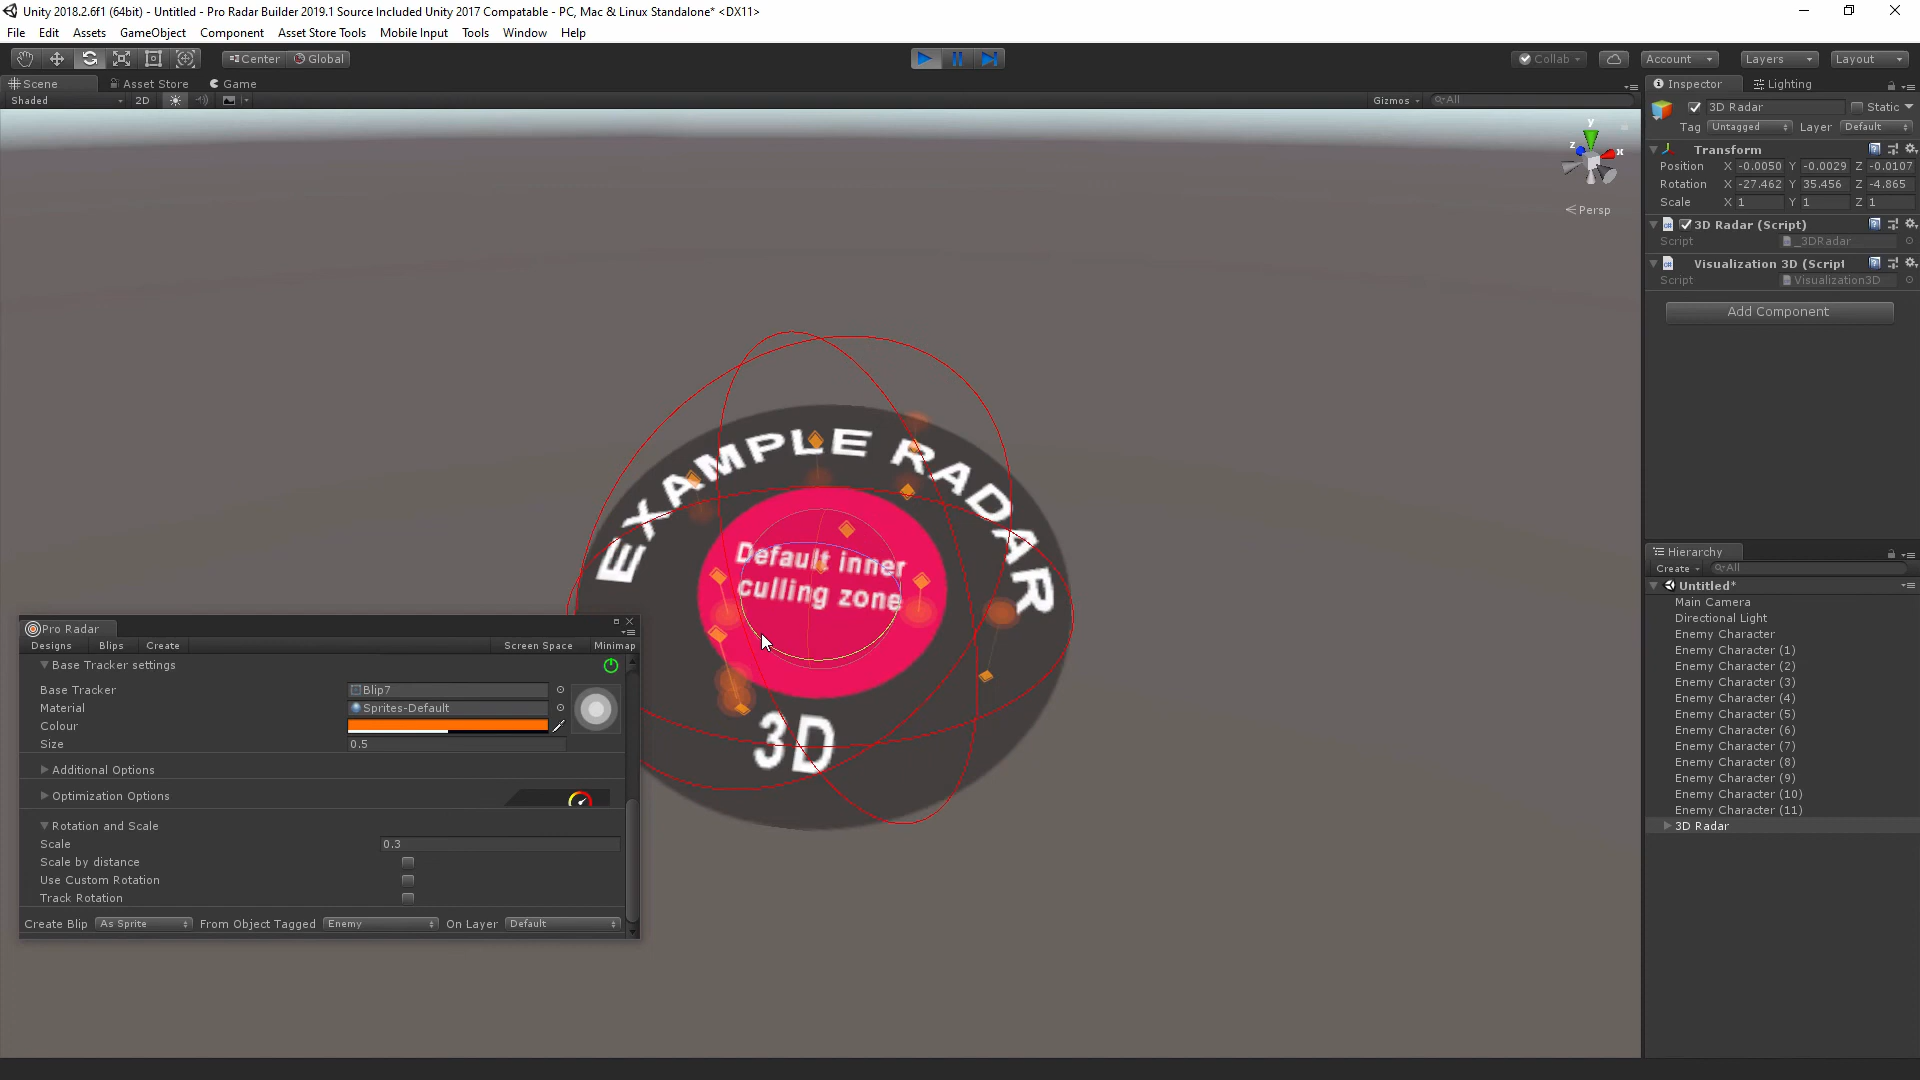 Unity 2018.2.6f1 (64bit) - Untitled - Pro Radar Builder 2019.1 Source Included Unity 2017 Compatable - PC, Mac & Linux Standalone* <DX11>
File Edit Assets GameObject Component Asset Store Tools Mobile Input Tools Window Help
Center Global Collab Account Layers Layout
Scene Asset Store Game
Shaded 2D Gizmos All
y z x
Persp
EXAMPLE RADAR
Default inner
culling zone
3D
Pro Radar
Designs Blips Create Screen Space Minimap
Base Tracker settings
Base Tracker Blip7
Material Sprites-Default
Colour
Size 0.5
Additional Options
Optimization Options
Rotation and Scale
Scale 0.3
Scale by distance
Use Custom Rotation
Track Rotation
Create Blip As Sprite From Object Tagged Enemy On Layer Default
Inspector Lighting
3D Radar Static
Tag Untagged Layer Default
Transform
Position X -0.0050 Y -0.0029 Z -0.0107
Rotation X -27.462 Y 35.456 Z -4.865
Scale X 1 Y 1 Z 1
3D Radar (Script)
Script _3DRadar
Visualization 3D (Script
Script Visualization3D
Add Component
Hierarchy
Create All
Untitled*
Main Camera
Directional Light
Enemy Character
Enemy Character (1)
Enemy Character (2)
Enemy Character (3)
Enemy Character (4)
Enemy Character (5)
Enemy Character (6)
Enemy Character (7)
Enemy Character (8)
Enemy Character (9)
Enemy Character (10)
Enemy Character (11)
3D Radar